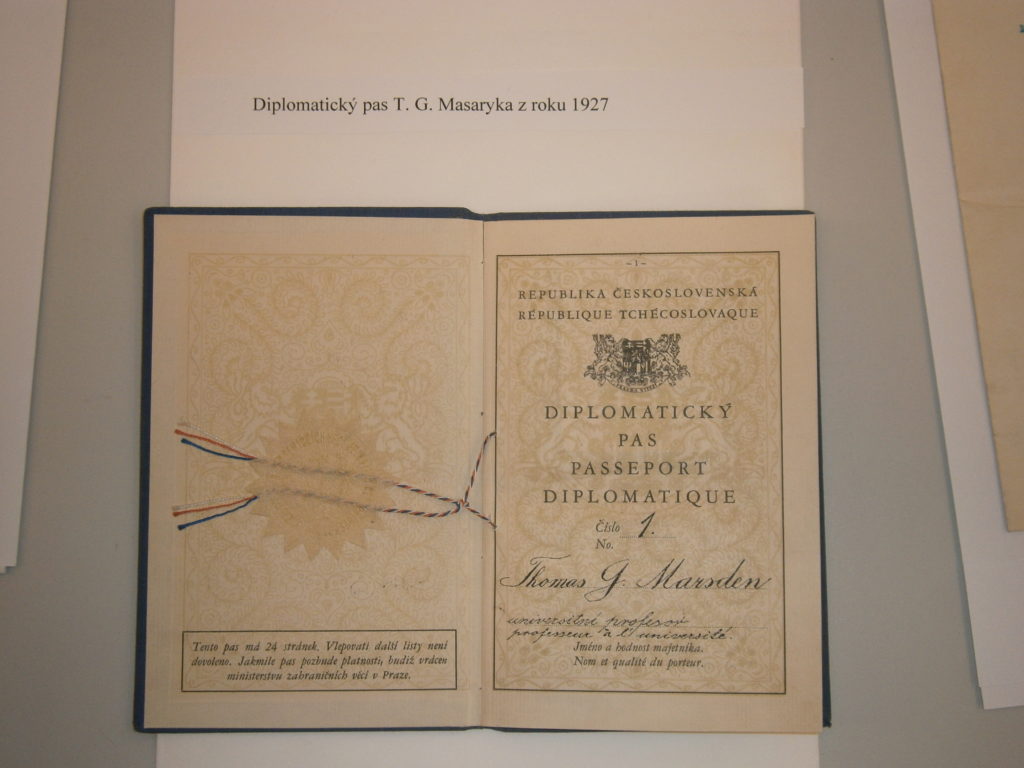 Diplomatický pas T. G. Masaryka z roku 1927
Tento pas má 24 stránek. Vlepovati další listy není
dovoleno. Jakmile pas pozbude platnosti, budiž vrácen
ministerstvu zahraničních věcí v Praze.
– 1 –
REPUBLIKA ČESKOSLOVENSKÁ
RÉPUBLIQUE TCHÉCOSLOVAQUE
DIPLOMATICKÝ
PAS
PASSEPORT
DIPLOMATIQUE
Číslo 1.
No.
Thomas G. Marsden
universitní profesor
professeur à l'université.
Jméno a hodnost majetníka.
Nom et qualité du porteur.